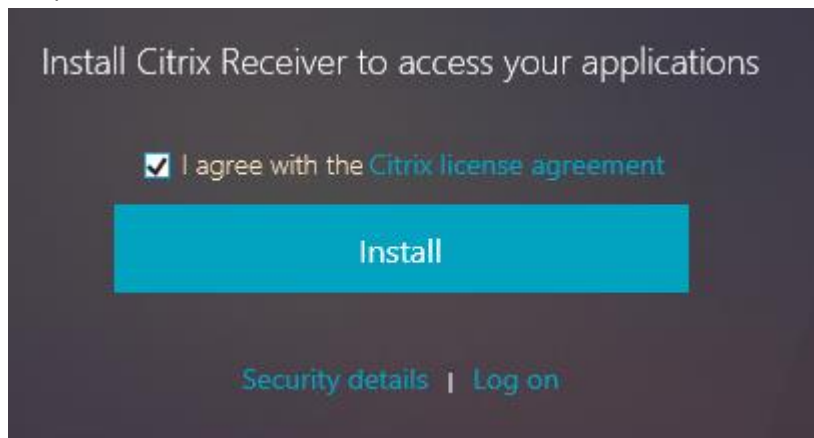 Install Citrix Receiver to access your applications
I agree with the Citrix license agreement
Install
Security details | Log on